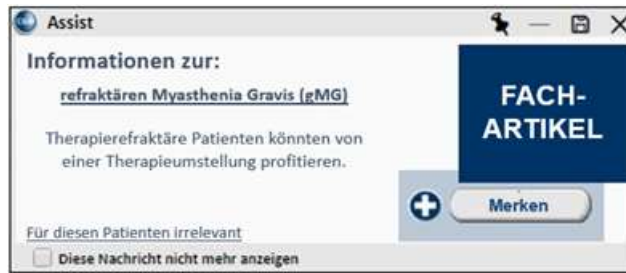 Assist
Informationen zur:
refraktären Myasthenia Gravis (gMG)
Therapierefraktäre Patienten könnten von
einer Therapieumstellung profitieren.
FACH-
ARTIKEL
Merken
Für diesen Patienten irrelevant
Diese Nachricht nicht mehr anzeigen